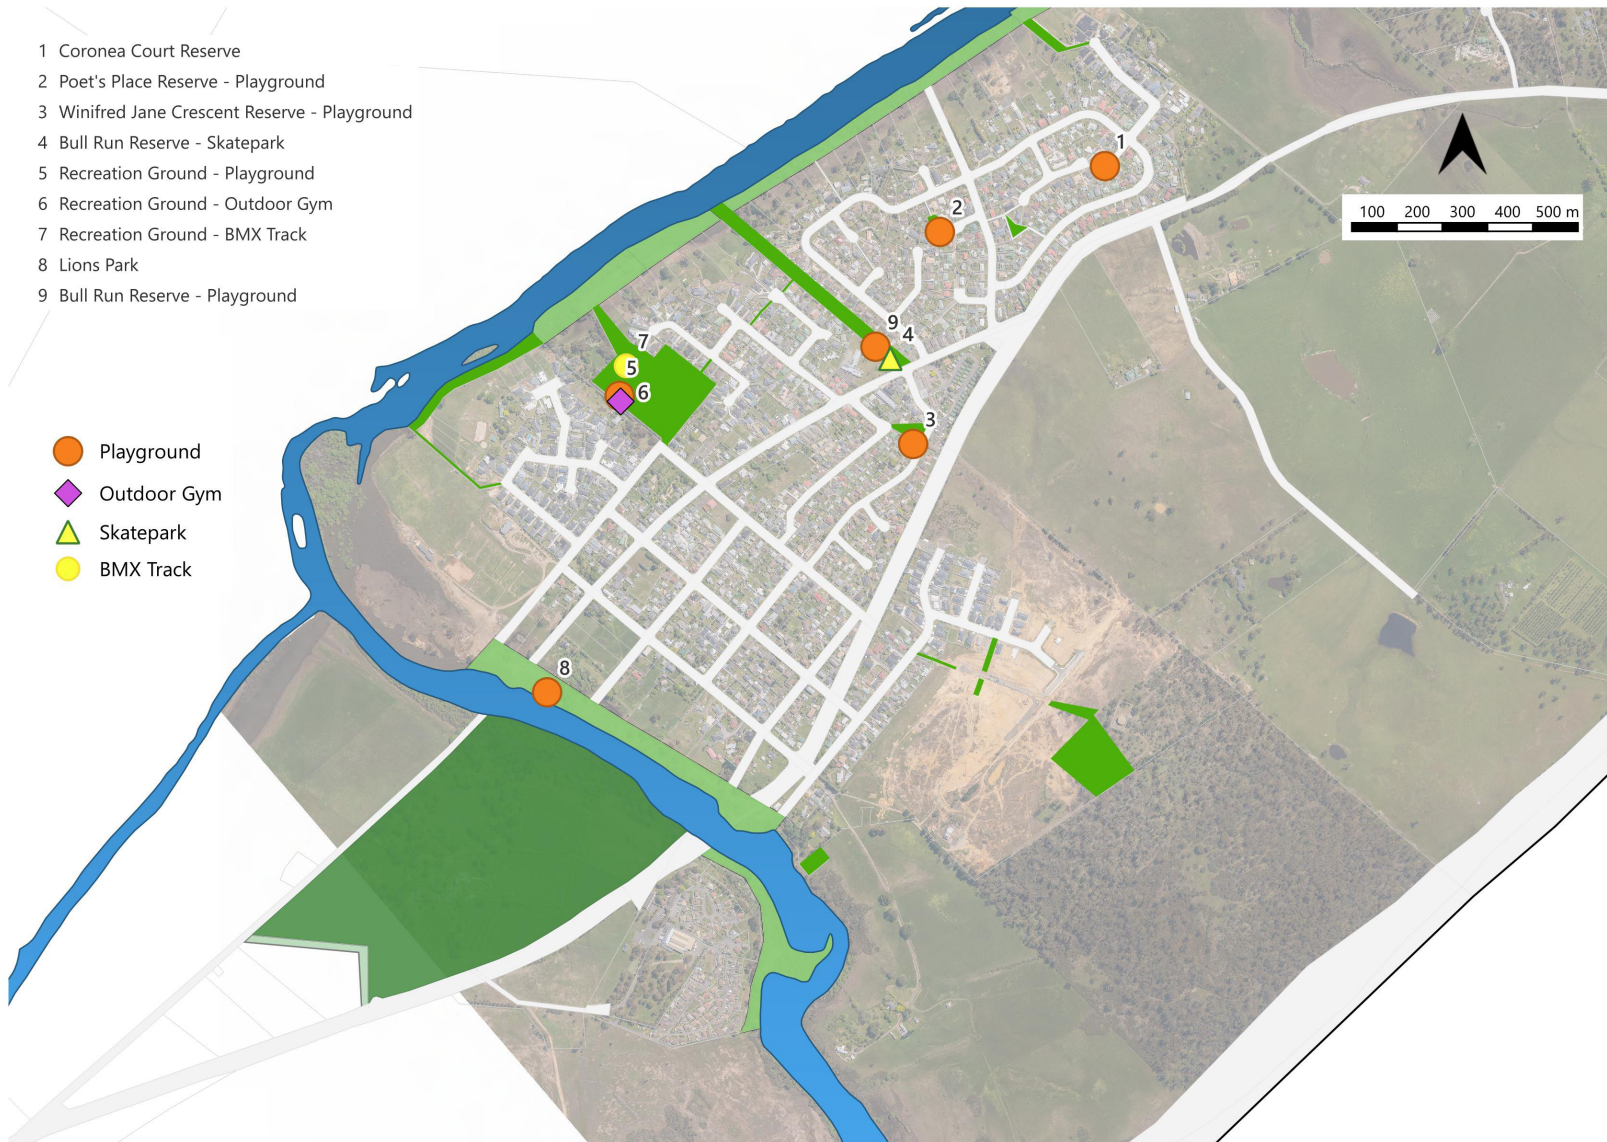 1 Coronea Court Reserve
2 Poet's Place Reserve - Playground
3 Winifred Jane Crescent Reserve - Playground
4 Bull Run Reserve - Skatepark
5 Recreation Ground - Playground
6 Recreation Ground - Outdoor Gym
7 Recreation Ground - BMX Track
8 Lions Park
9 Bull Run Reserve - Playground
1
100 200 300 400 500 m
2
9
4
7
5
6
3
Playground
Outdoor Gym
Skatepark
BMX Track
8